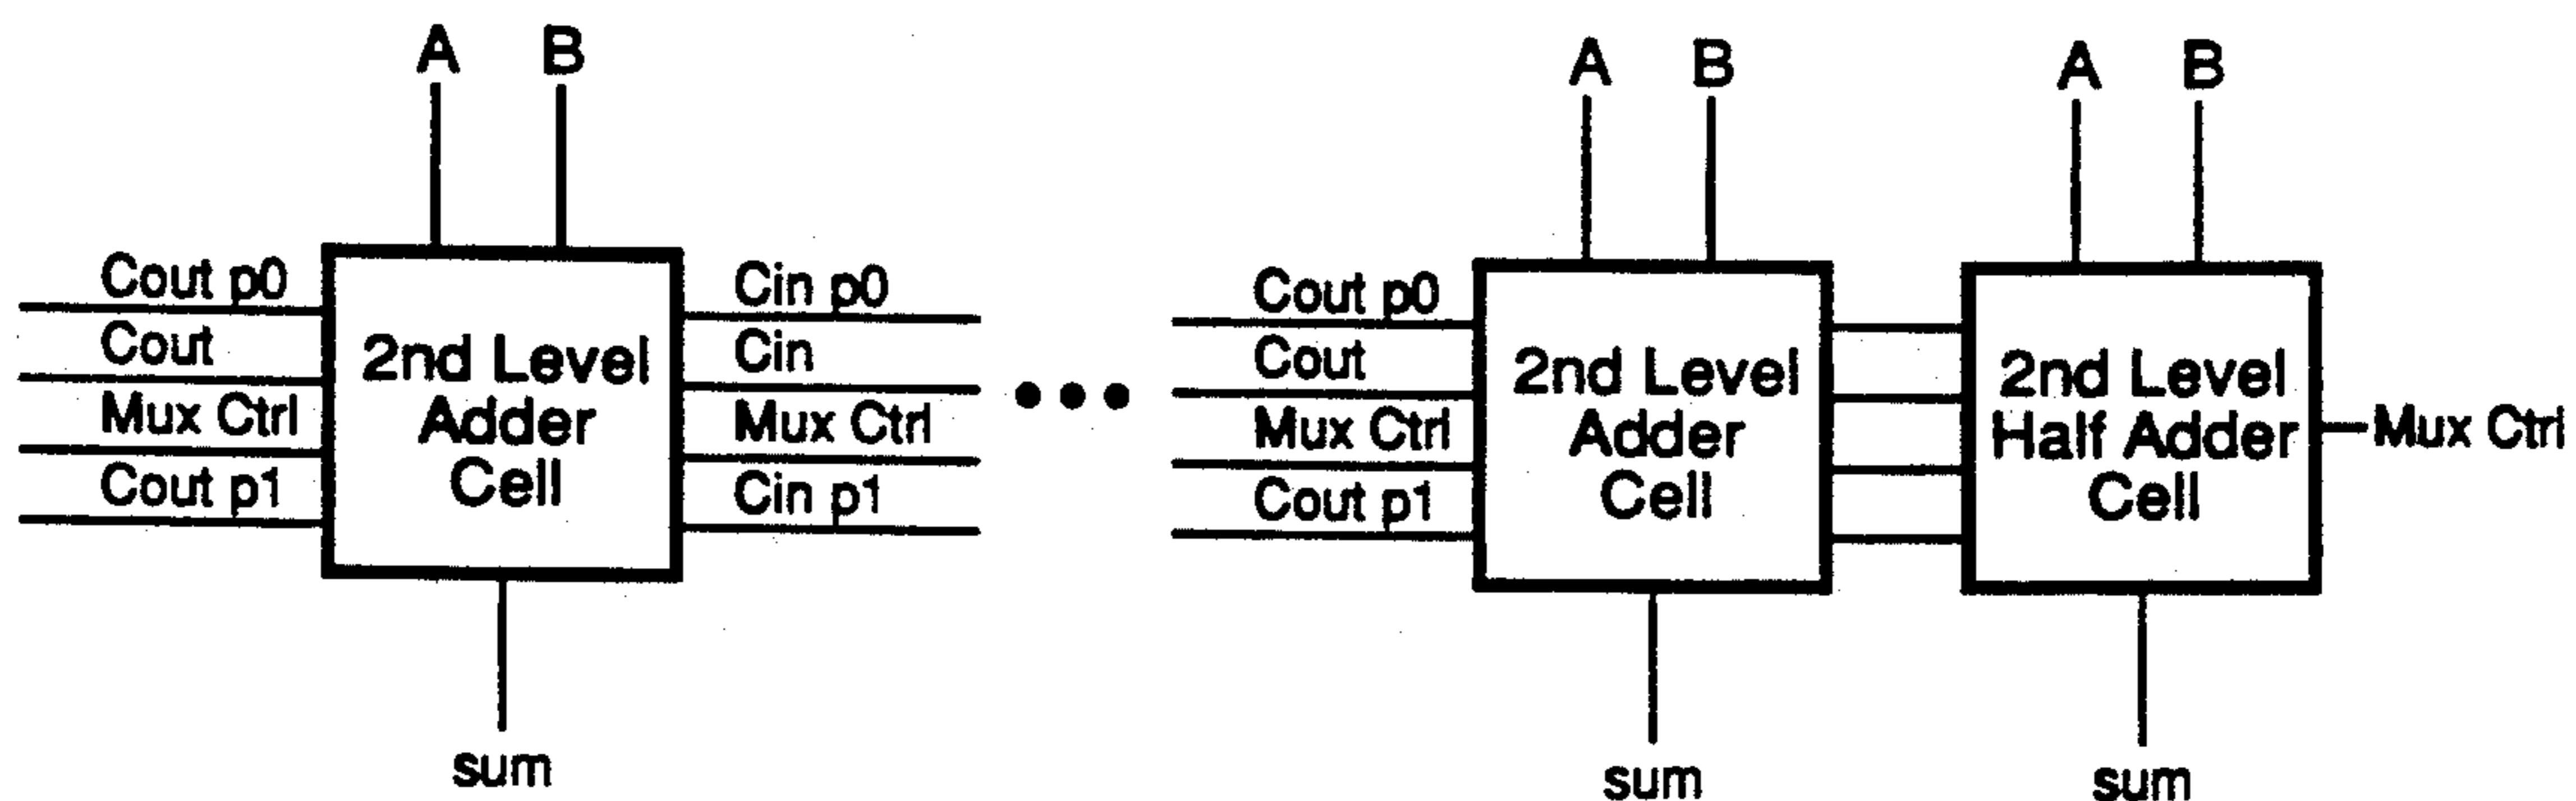 A B
A B
A B
Cout p0
Cout
Mux Ctrl
Cout p1
2nd Level
Adder
Cell
Cin p0
Cin
Mux Ctrl
Cin p1
Cout p0
Cout
Mux Ctrl
Cout p1
2nd Level
Adder
Cell
2nd Level
Half Adder
Cell
Mux Ctrl
sum
sum
sum